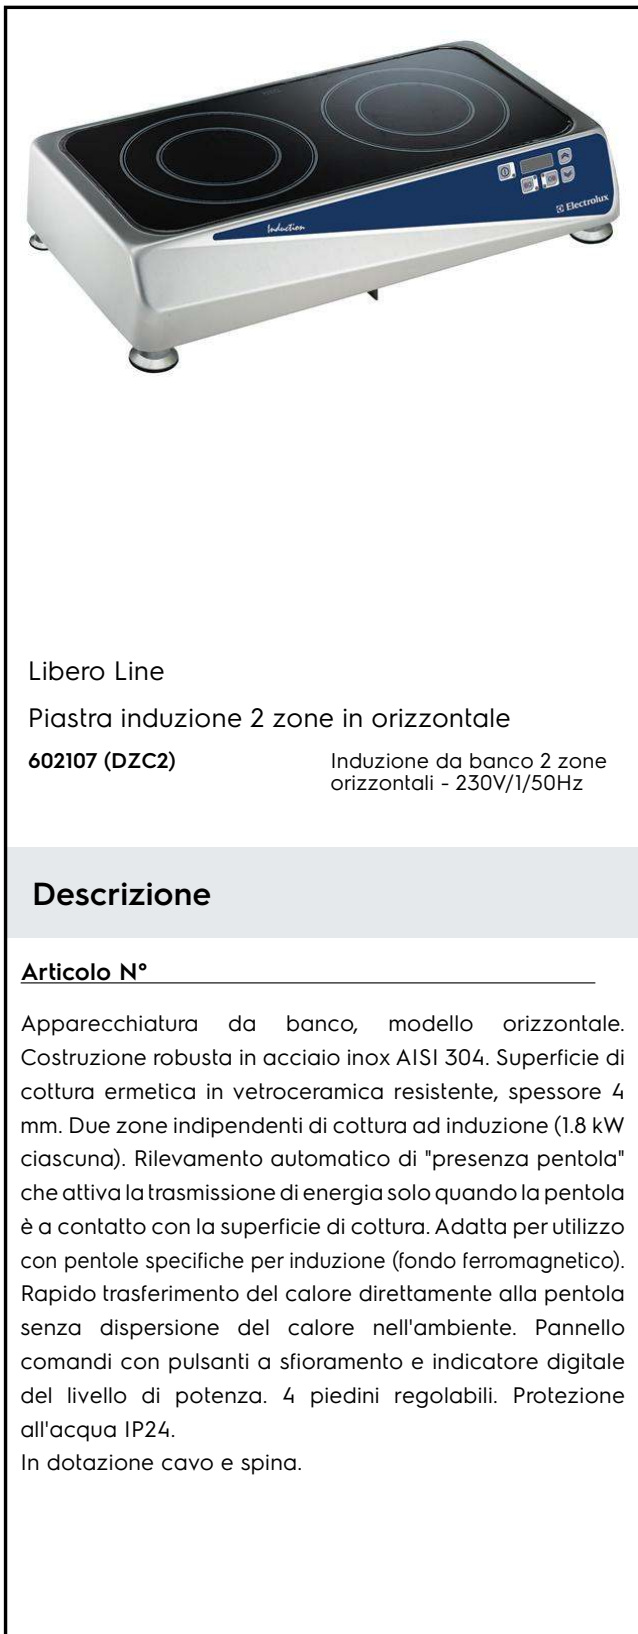 Induction
Electrolux
Libero Line
Piastra induzione 2 zone in orizzontale
602107 (DZC2)
Induzione da banco 2 zone
orizzontali - 230V/1/50Hz
Descrizione
Articolo N°
Apparecchiatura da banco, modello orizzontale.
Costruzione robusta in acciaio inox AISI 304. Superficie di
cottura ermetica in vetroceramica resistente, spessore 4
mm. Due zone indipendenti di cottura ad induzione (1.8 kW
ciascuna). Rilevamento automatico di "presenza pentola"
che attiva la trasmissione di energia solo quando la pentola
è a contatto con la superficie di cottura. Adatta per utilizzo
con pentole specifiche per induzione (fondo ferromagnetico).
Rapido trasferimento del calore direttamente alla pentola
senza dispersione del calore nell'ambiente. Pannello
comandi con pulsanti a sfioramento e indicatore digitale
del livello di potenza. 4 piedini regolabili. Protezione
all'acqua IP24.
In dotazione cavo e spina.